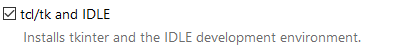 tcl/tk and IDLE
Installs tkinter and the IDLE development environment.